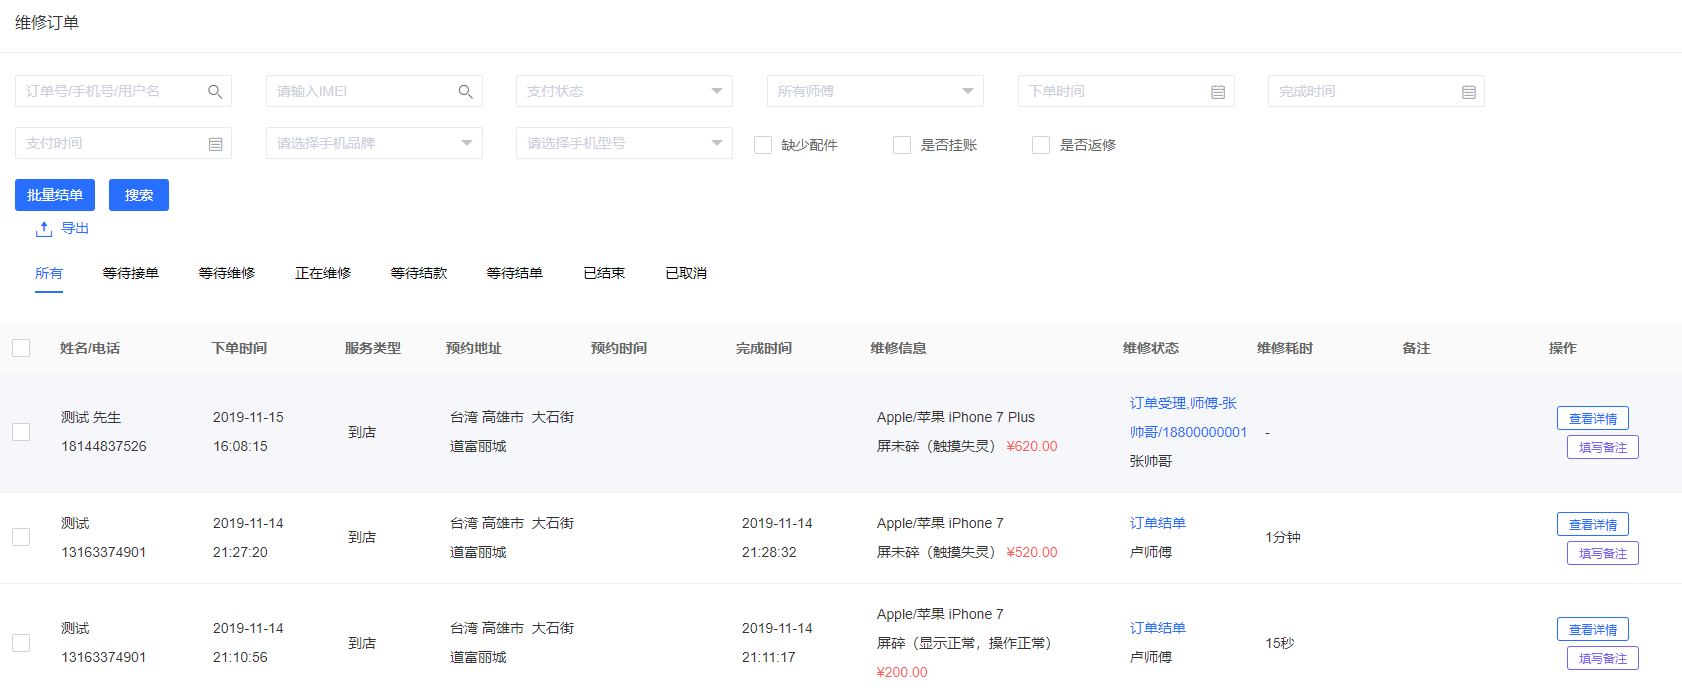 维修订单
订单号/手机号/用户名 请输入IMEI 支付状态 所有师傅 下单时间 完成时间
支付时间 请选择手机品牌 请选择手机型号 缺少配件 是否挂账 是否返修
批量结单 搜索
导出
所有 等待接单 等待维修 正在维修 等待结款 等待结单 已结束 已取消
姓名/电话 下单时间 服务类型 预约地址 预约时间 完成时间 维修信息 维修状态 维修耗时 备注 操作
测试 先生
18144837526
2019-11-15
16:08:15
到店
台湾 高雄市 大石街
道富丽城
Apple/苹果 iPhone 7 Plus
屏未碎（触摸失灵） ¥620.00
订单受理,师傅-张
帅哥/18800000001
张帅哥
-
查看详情
填写备注
测试
13163374901
2019-11-14
21:27:20
到店
台湾 高雄市 大石街
道富丽城
2019-11-14
21:28:32
Apple/苹果 iPhone 7
屏未碎（触摸失灵） ¥520.00
订单结单
卢师傅
1分钟
查看详情
填写备注
测试
13163374901
2019-11-14
21:10:56
到店
台湾 高雄市 大石街
道富丽城
2019-11-14
21:11:17
Apple/苹果 iPhone 7
屏碎（显示正常，操作正常）
¥200.00
订单结单
卢师傅
15秒
查看详情
填写备注